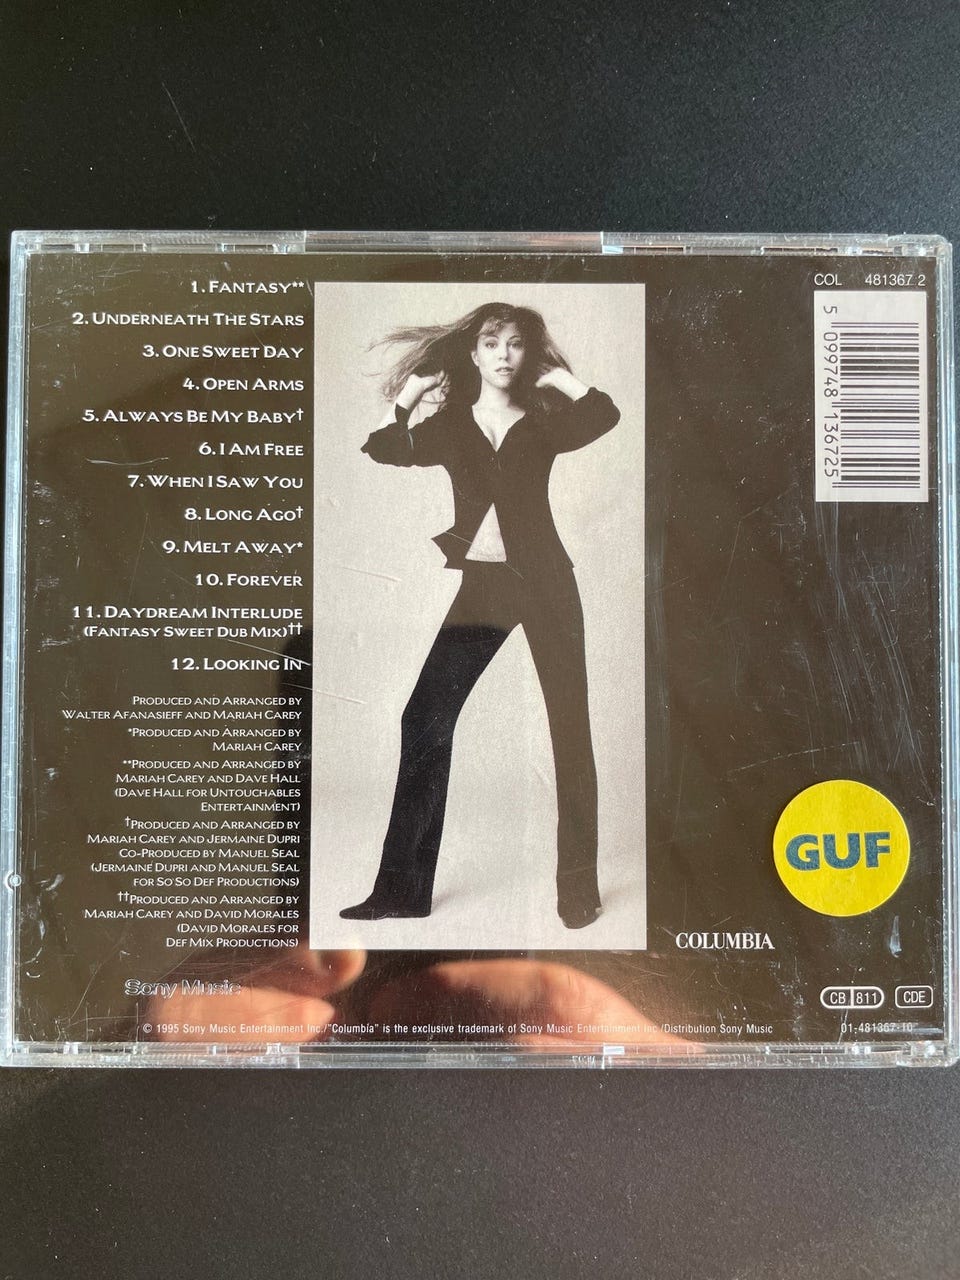 1. Fantasy**
2. Underneath The Stars
3. One Sweet Day
4. Open Arms
5. Always Be My Baby†
6. I Am Free
7. When I Saw You
8. Long Ago†
9. Melt Away*
10. Forever
11. Daydream Interlude
(Fantasy Sweet Dub Mix)††
12. Looking In
Produced and Arranged by
Walter Afanasieff and Mariah Carey
*Produced and Arranged by
Mariah Carey
**Produced and Arranged by
Mariah Carey and Dave Hall
(Dave Hall for Untouchables
Entertainment)
†Produced and Arranged by
Mariah Carey and Jermaine Dupri
Co-Produced by Manuel Seal
(Jermaine Dupri and Manuel Seal
for So So Def Productions)
††Produced and Arranged by
Mariah Carey and David Morales
(David Morales for
Def Mix Productions)
COL 481367 2
5 099748 136725
GUF
COLUMBIA
Sony Music
CB 811 CDE
© 1995 Sony Music Entertainment Inc./"Columbia" is the exclusive trademark of Sony Music Entertainment Inc./Distribution Sony Music
01-481367-10